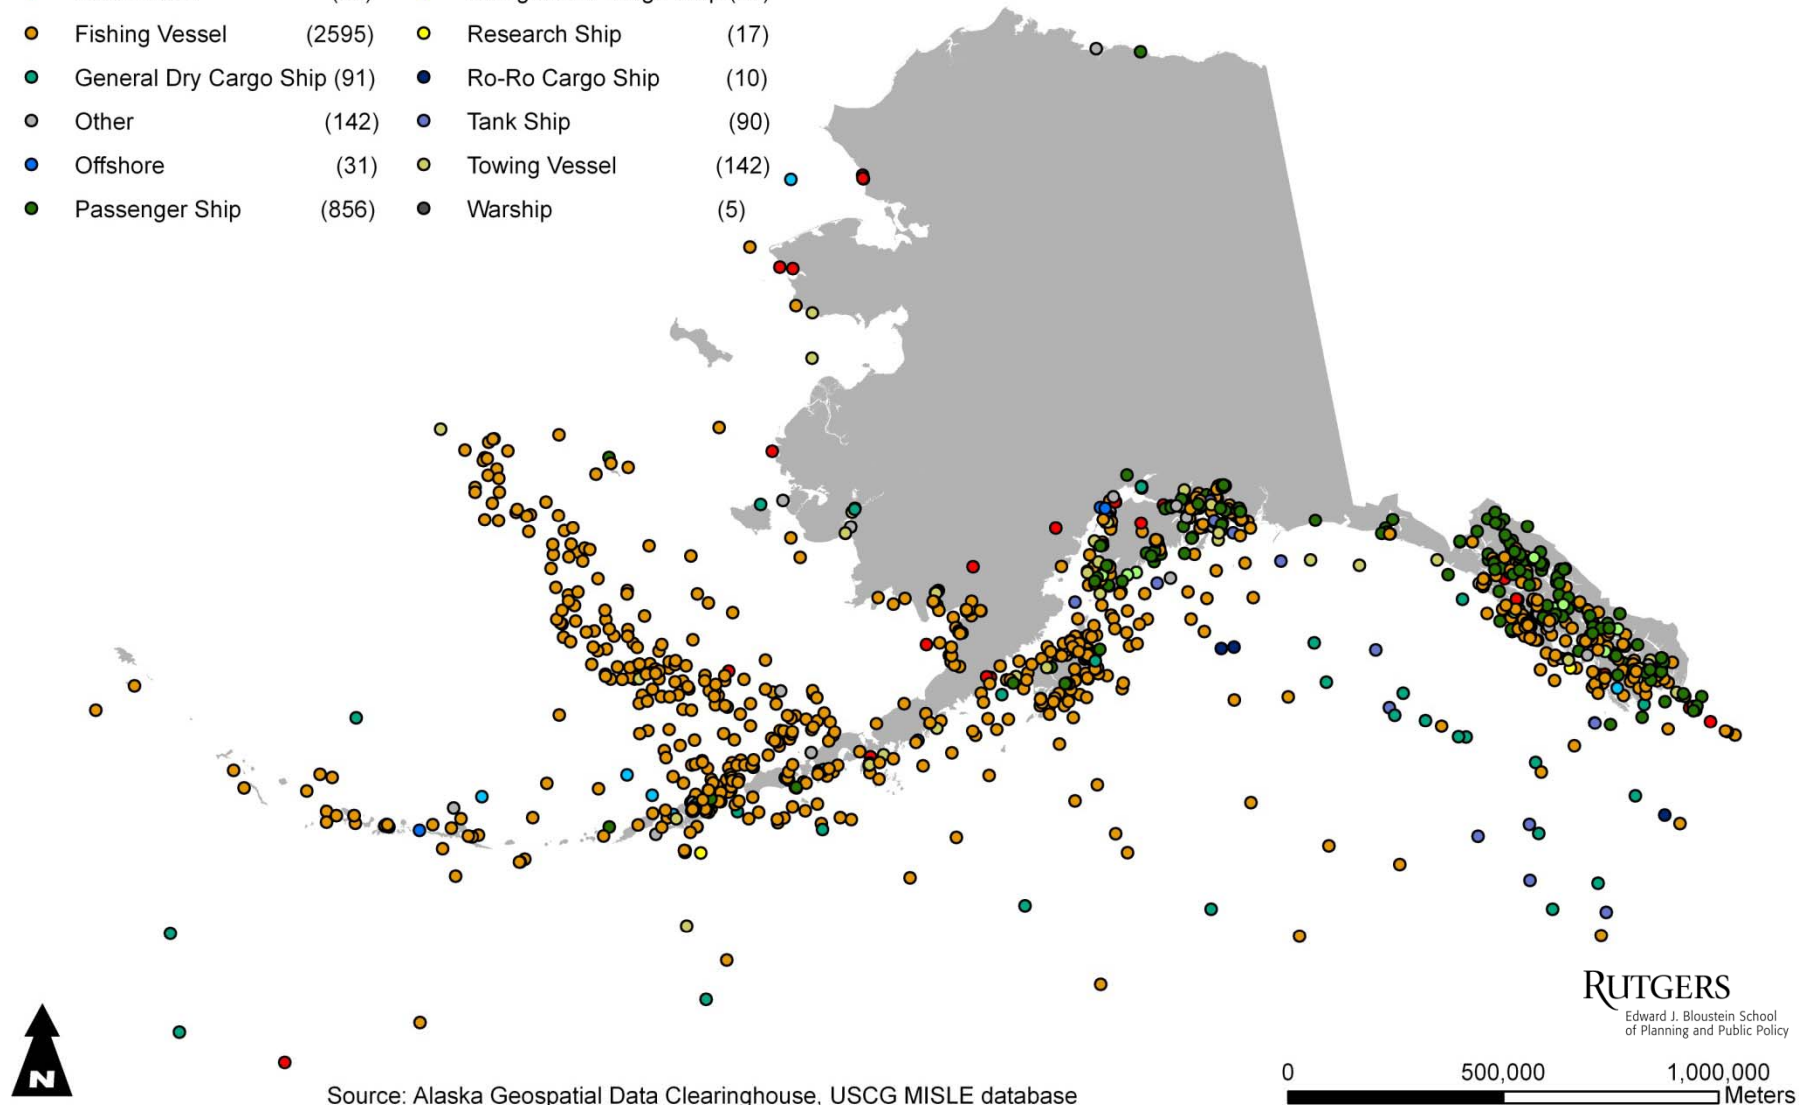 Fishing Vessel (2595)
General Dry Cargo Ship (91)
Other (142)
Offshore (31)
Passenger Ship (856)
Research Ship (17)
Ro-Ro Cargo Ship (10)
Tank Ship (90)
Towing Vessel (142)
Warship (5)
RUTGERS
Edward J. Bloustein School
of Planning and Public Policy
N
0 500,000 1,000,000
Meters
Source: Alaska Geospatial Data Clearinghouse, USCG MISLE database